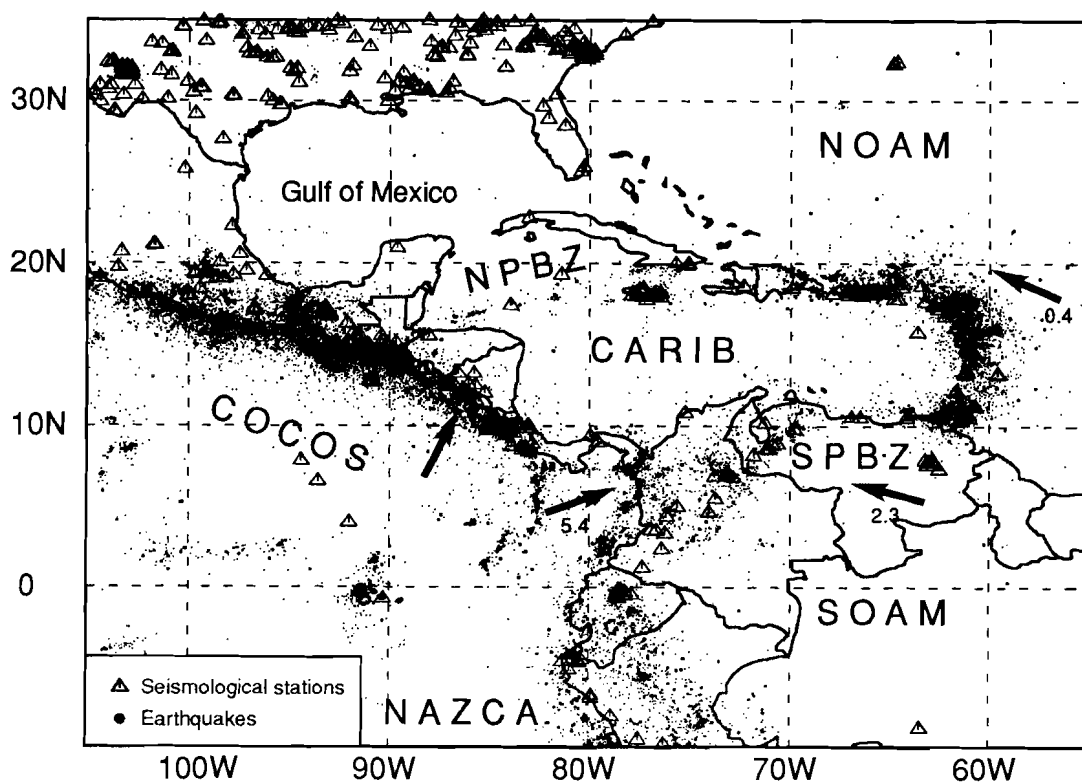 30N
NOAM
Gulf of Mexico
20N
NPBZ
0.4
CARIB
COCOS
10N
SPBZ
5.4
2.3
0
SOAM
Seismological stations
Earthquakes
NAZCA
100W
90W
80W
70W
60W